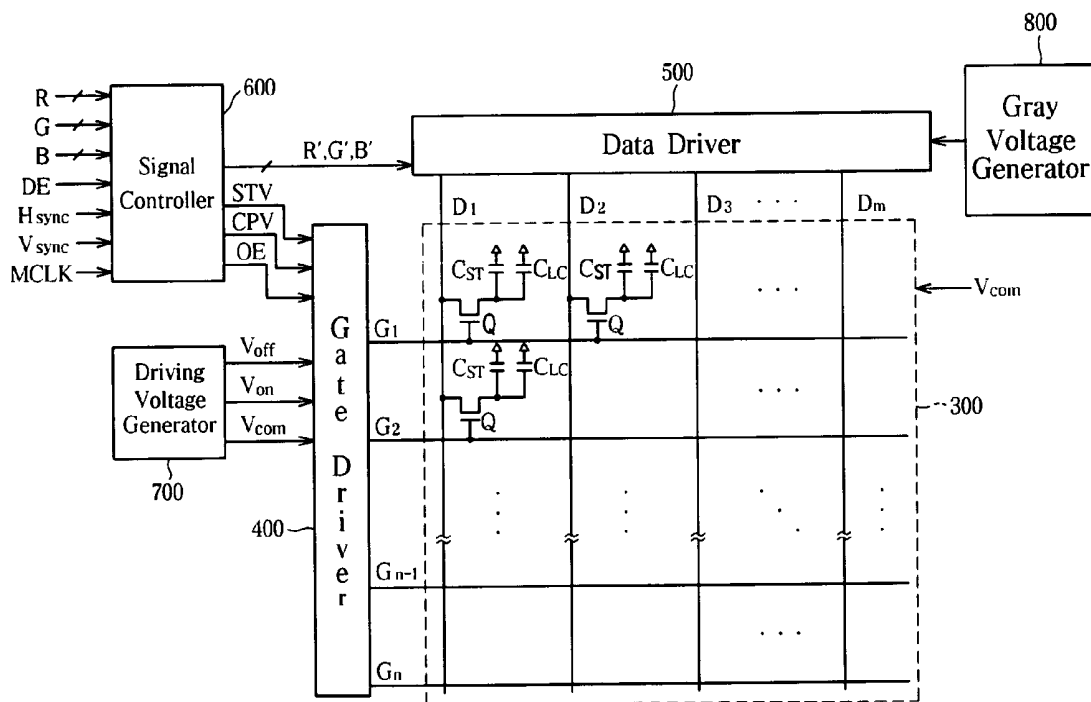 800
600
500
R
G
B
DE
Hsync
Vsync
MCLK
Signal
Controller
R',G',B'
STV
CPV
OE
Data Driver
Gray
Voltage
Generator
D1 D2 D3 · · · Dm
CST CLC CST CLC
· · ·
Vcom
Q Q
G1
CST CLC
· · ·
300
Q
G2
Driving
Voltage
Generator
Voff
Von
Vcom
700
400
Gate Driver
Gn-1
· · ·
Gn